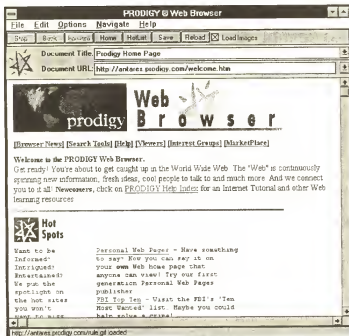 PRODIGY® Web Browser
File Edit Options Navigate Help
Stop Back Forward Home HotList Save Reload Load Images
Document Title: Prodigy Home Page
Document URL: http://antares.prodigy.com/welcome.htm
prodigy Web Browser
[Browser News] [Search Tools] [Help] [Viewers] [Interest Groups] [MarketPlace]
Welcome to the PRODIGY Web Browser.
Get ready! You're about to get caught up in the World Wide Web. The "Web" is continuously
spinning new information, fresh ideas, cool people to talk to and much more. And we connect
you to it all! Newcomers, click on PRODIGY Help Index for an Internet Tutorial and other Web
learning resources
Hot
Spots
Want to be
Informed?
Intrigued?
Entertained?
We put the
spotlight on
the hot sites
you won't
want to miss
Personal Web Pages - Have something
to say? Now you can say it on
your own Web home page that
anyone can view! Try our first
generation Personal Web Pages
publisher
FBI Top Ten - Visit the FBI's 'Ten
Most Wanted' list. Maybe you could
help solve a crime!
http://antares.prodigy.com/rule.gif loaded